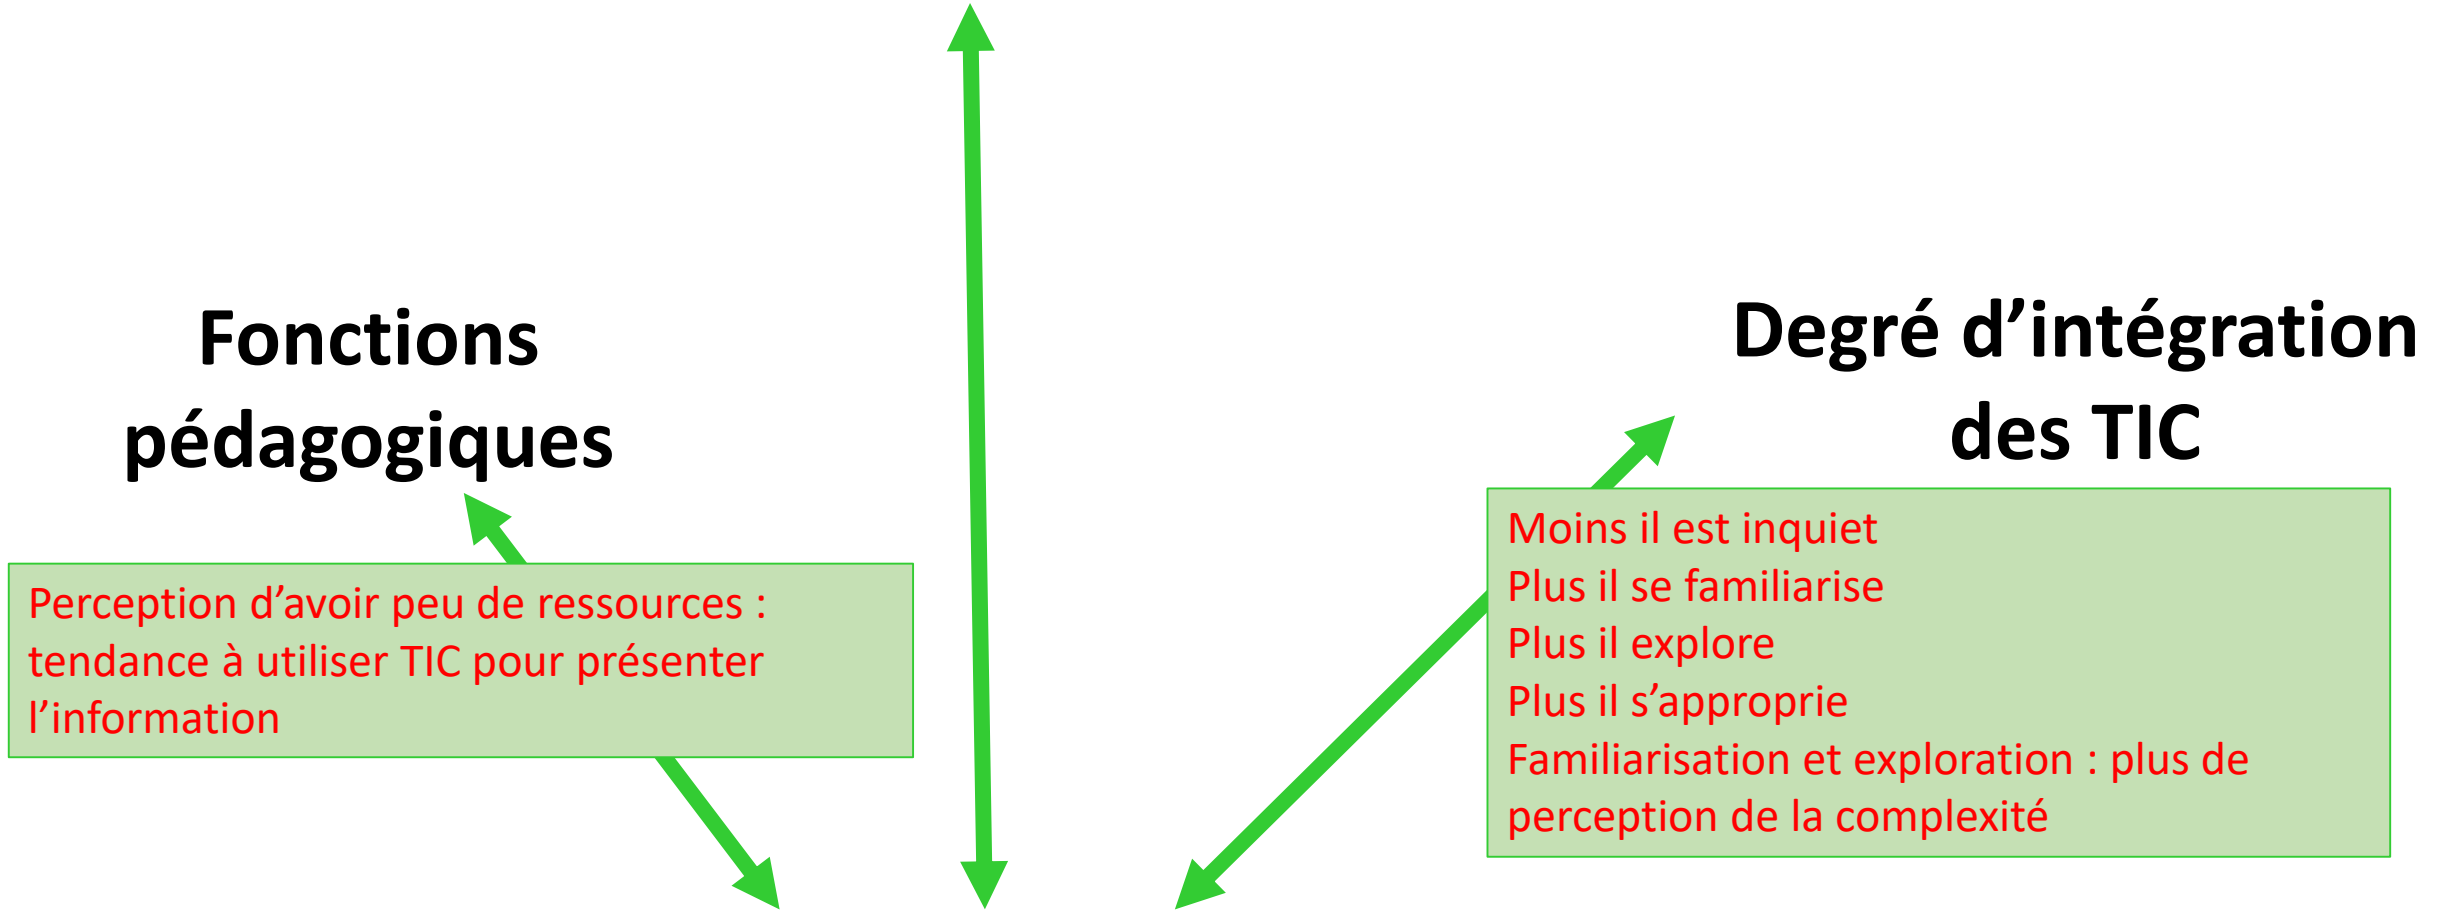 Fonctions
pédagogiques
Perception d’avoir peu de ressources :
tendance à utiliser TIC pour présenter
l’information
Degré d’intégration
des TIC
Moins il est inquiet
Plus il se familiarise
Plus il explore
Plus il s’approprie
Familiarisation et exploration : plus de
perception de la complexité